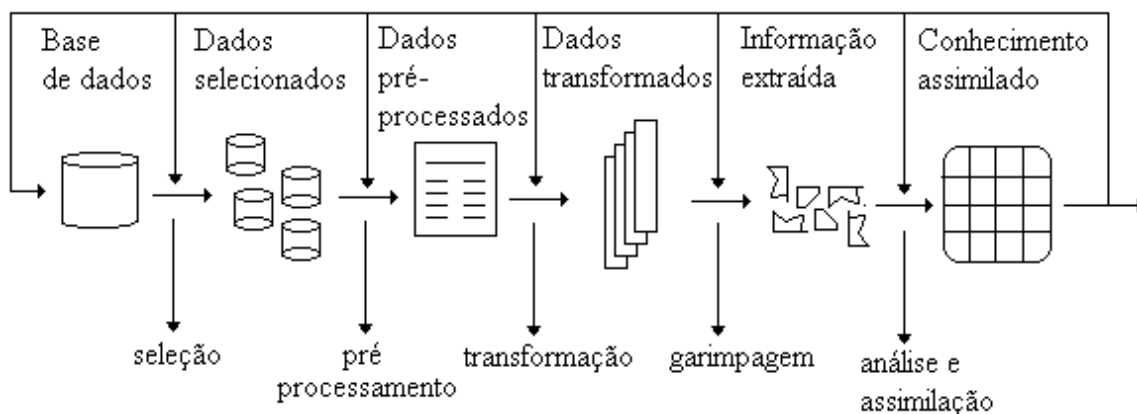 Base
de dados
Dados
selecionados
Dados
pré-
processados
Dados
transformados
Informação
extraída
Conhecimento
assimilado
seleção
pré
processamento
transformação
garimpagem
análise e
assimilação